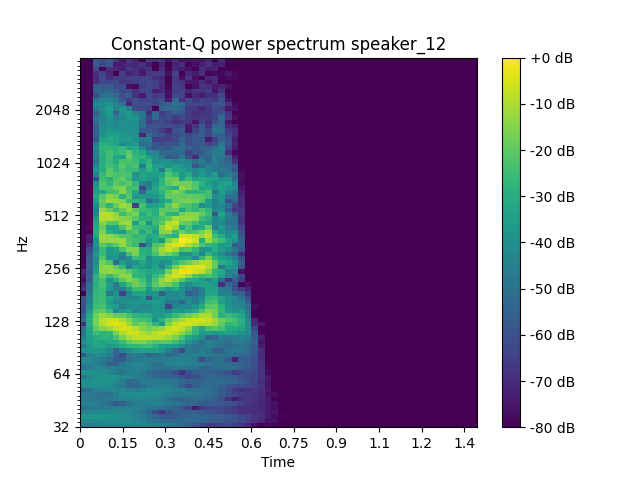 Constant-Q power spectrum speaker_12
Hz
2048
1024
512
256
128
64
32
0 0.15 0.3 0.45 0.6 0.75 0.9 1.1 1.2 1.4
Time
+0 dB
-10 dB
-20 dB
-30 dB
-40 dB
-50 dB
-60 dB
-70 dB
-80 dB